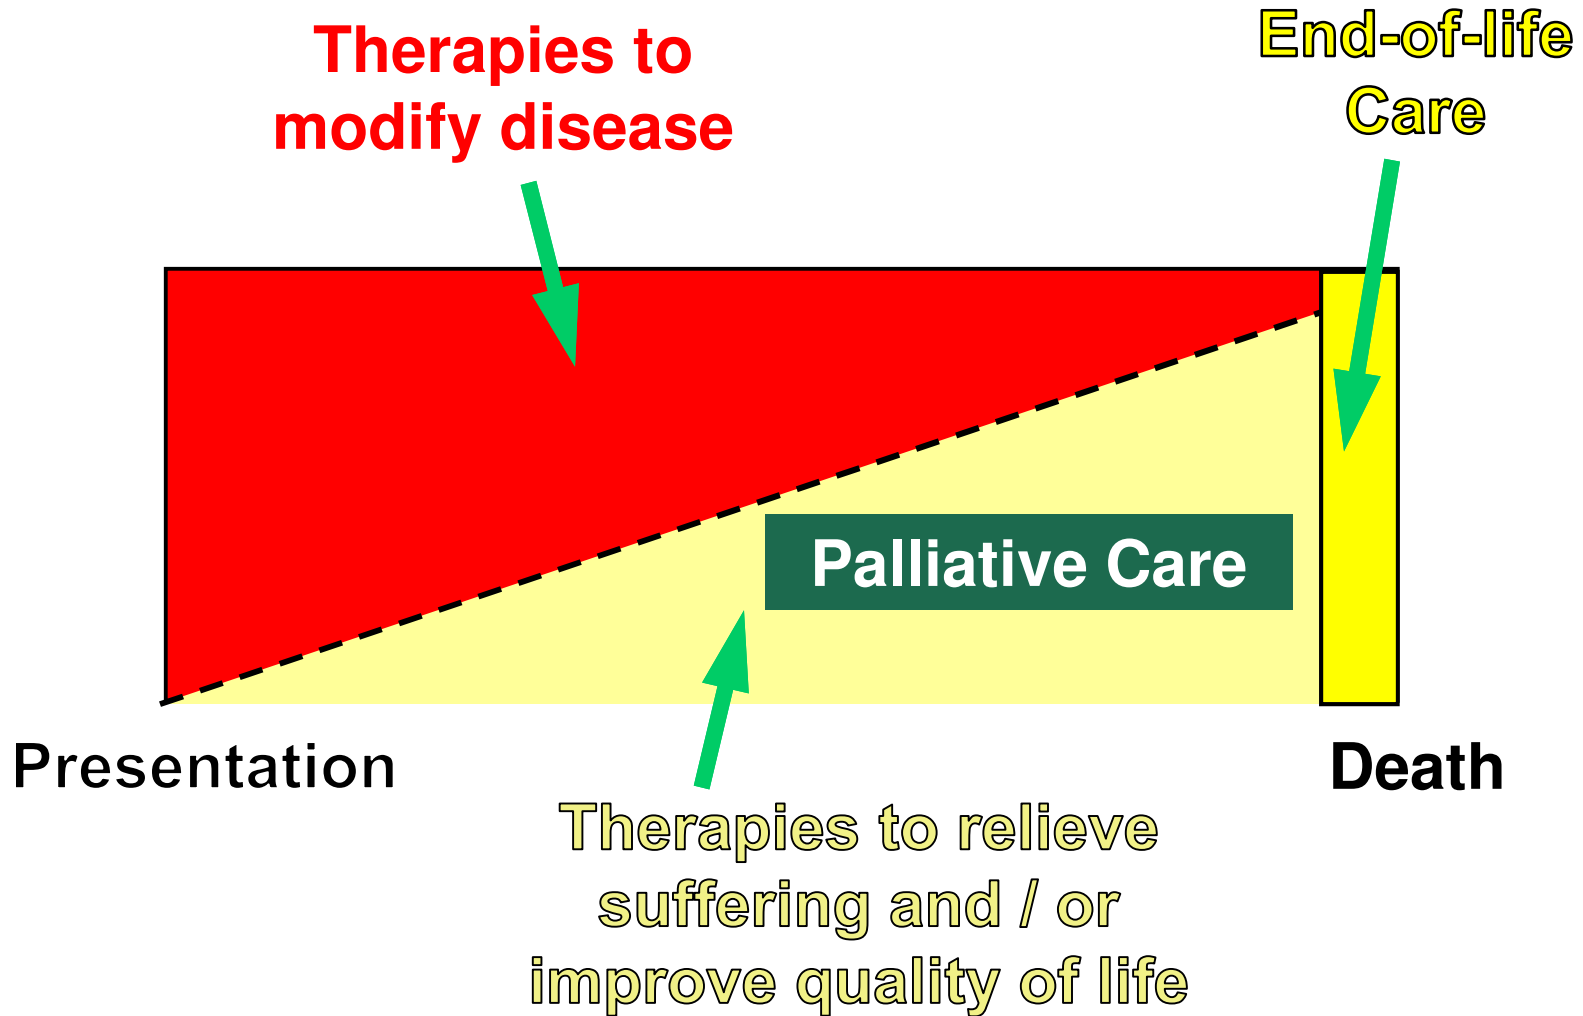 Therapies to
modify disease
End-of-life
Care
Palliative Care
Presentation
Death
Therapies to relieve
suffering and / or
improve quality of life